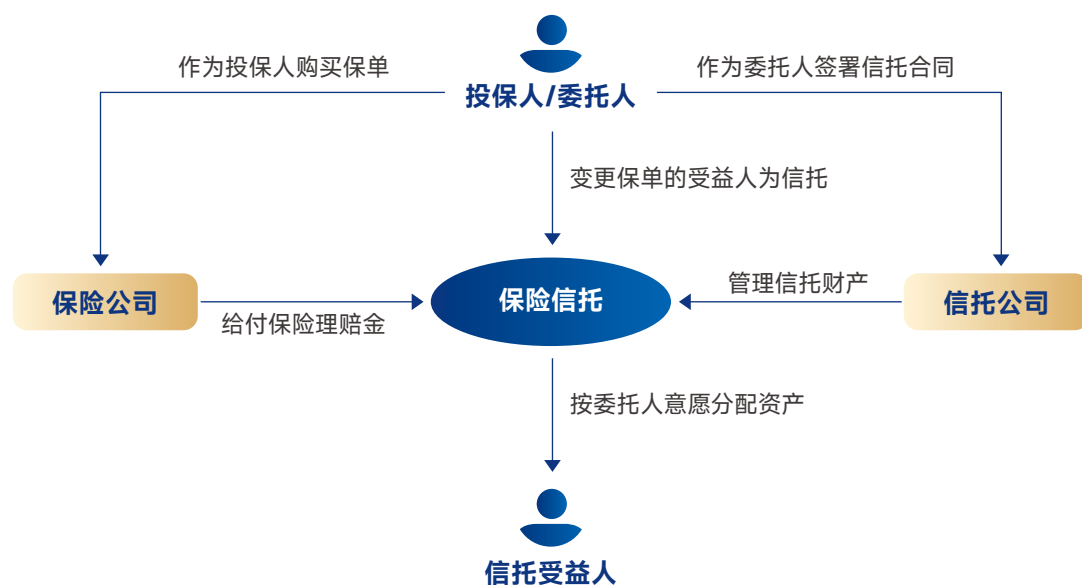 作为投保人购买保单
作为委托人签署信托合同
投保人/委托人
变更保单的受益人为信托
保险公司
保险信托
管理信托财产
信托公司
给付保险理赔金
按委托人意愿分配资产
信托受益人